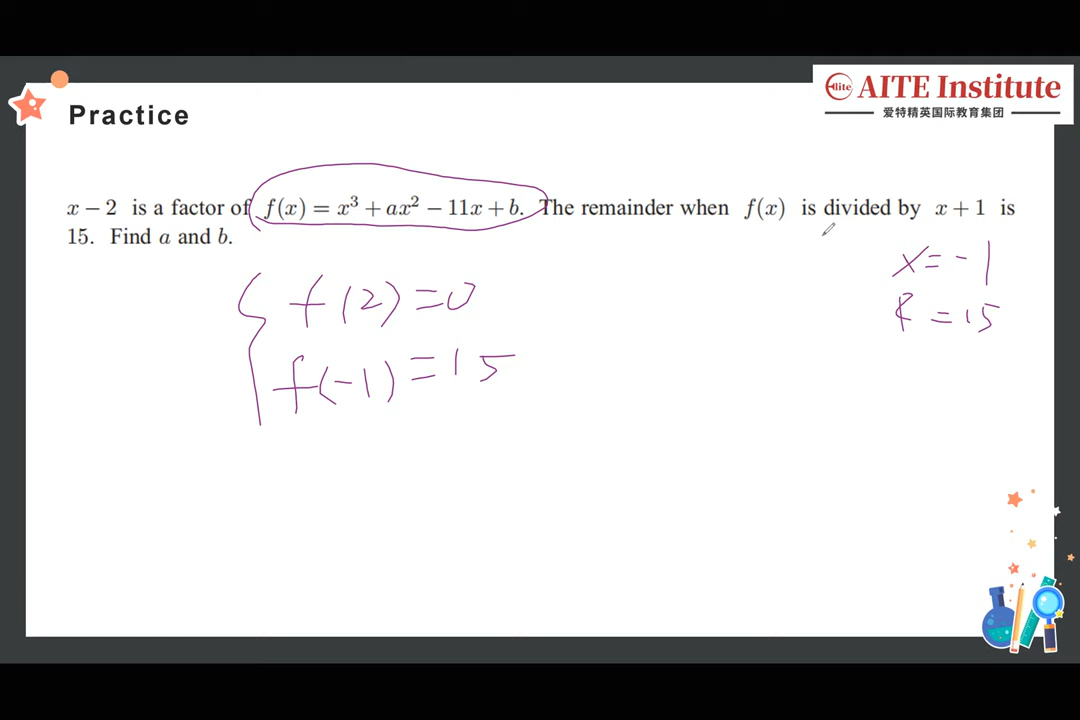 AITE Institute
elite
爱特精英国际教育集团
Practice
x − 2 is a factor of f(x) = x³ + ax² − 11x + b. The remainder when f(x) is divided by x + 1 is
15. Find a and b.
x = -1
R = 15
f(2) = 0
f(-1) = 15